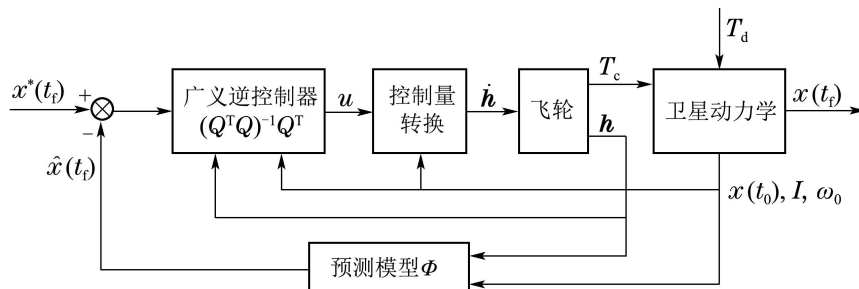 T_d
x*(t_f)
+
−
x̂(t_f)
广义逆控制器
(Q^TQ)^{-1}Q^T
u
控制量
转换
ḣ
飞轮
T_c
h
卫星动力学
x(t_f)
x(t_0), I, ω_0
预测模型Φ